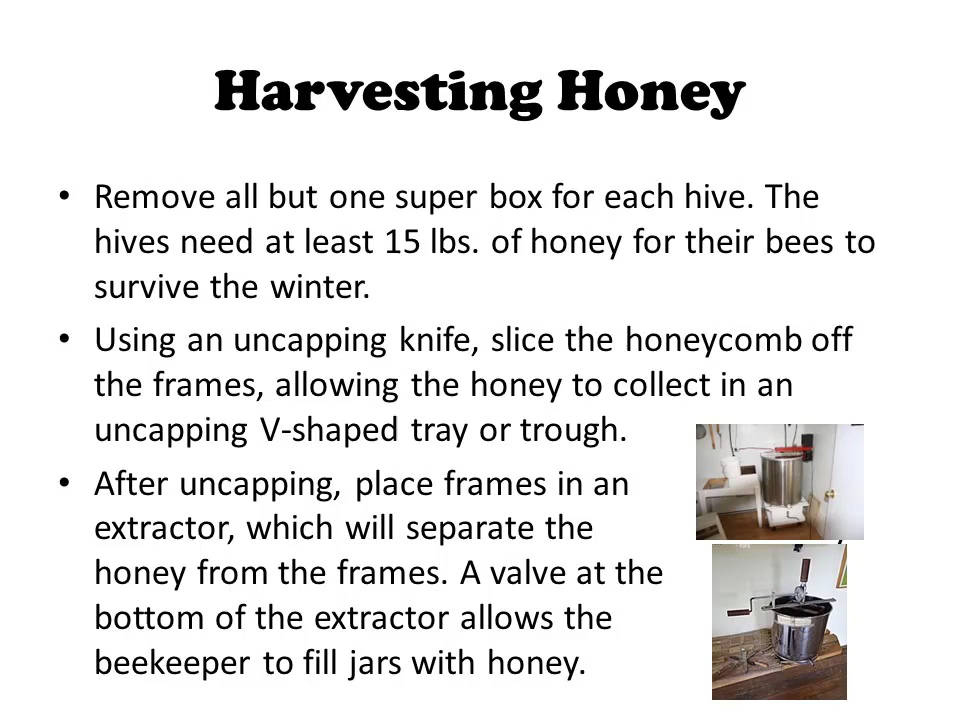 Harvesting Honey
• Remove all but one super box for each hive. The
hives need at least 15 lbs. of honey for their bees to
survive the winter.
• Using an uncapping knife, slice the honeycomb off
the frames, allowing the honey to collect in an
uncapping V-shaped tray or trough.
• After uncapping, place frames in an
extractor, which will separate the
honey from the frames. A valve at the
bottom of the extractor allows the
beekeeper to fill jars with honey.